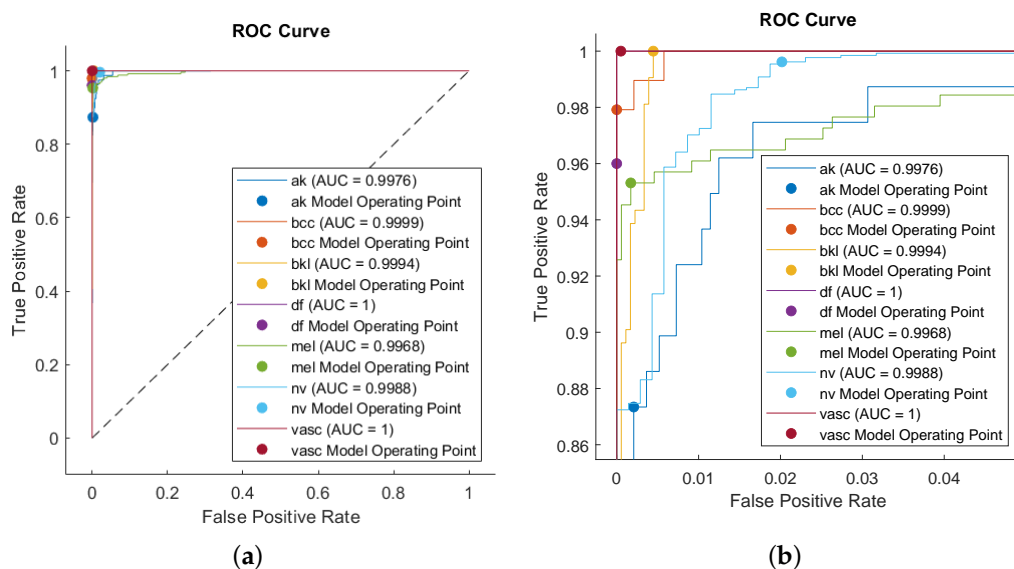 ROC Curve
True Positive Rate
1
0.8
0.6
0.4
0.2
0
ak (AUC = 0.9976)
ak Model Operating Point
bcc (AUC = 0.9999)
bcc Model Operating Point
bkl (AUC = 0.9994)
bkl Model Operating Point
df (AUC = 1)
df Model Operating Point
mel (AUC = 0.9968)
mel Model Operating Point
nv (AUC = 0.9988)
nv Model Operating Point
vasc (AUC = 1)
vasc Model Operating Point
0 0.2 0.4 0.6 0.8 1
False Positive Rate
(a)
ROC Curve
True Positive Rate
1
0.98
0.96
0.94
0.92
0.9
0.88
0.86
ak (AUC = 0.9976)
ak Model Operating Point
bcc (AUC = 0.9999)
bcc Model Operating Point
bkl (AUC = 0.9994)
bkl Model Operating Point
df (AUC = 1)
df Model Operating Point
mel (AUC = 0.9968)
mel Model Operating Point
nv (AUC = 0.9988)
nv Model Operating Point
vasc (AUC = 1)
vasc Model Operating Point
0 0.01 0.02 0.03 0.04
False Positive Rate
(b)